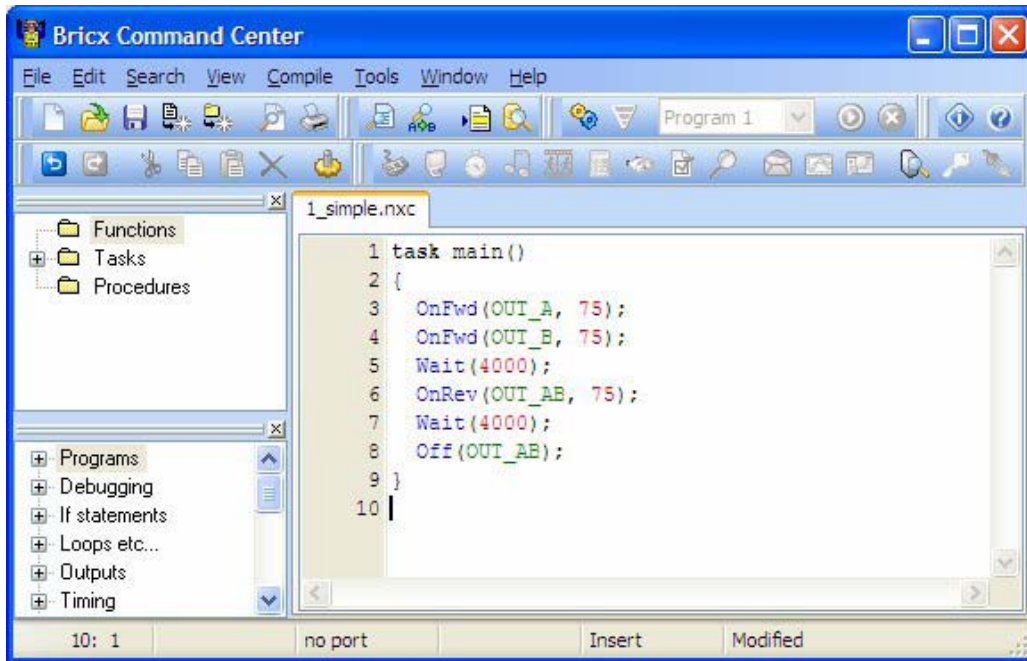 Bricx Command Center
File Edit Search View Compile Tools Window Help
Program 1
Functions
Tasks
Procedures
1_simple.nxc
1 task main()
2 {
3 OnFwd(OUT_A, 75);
4 OnFwd(OUT_B, 75);
5 Wait(4000);
6 OnRev(OUT_AB, 75);
7 Wait(4000);
8 Off(OUT_AB);
9 }
10
Programs
Debugging
If statements
Loops etc...
Outputs
Timing
10: 1 no port Insert Modified